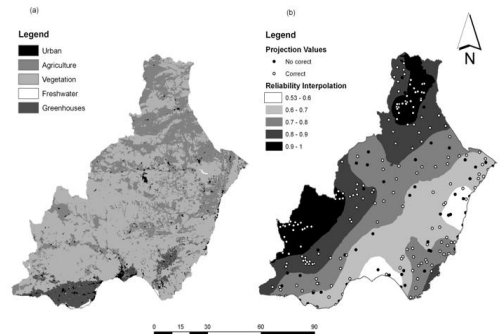 (a)
Legend
Urban
Agriculture
Vegetation
Freshwater
Greenhouses
(b)
Legend
Projection Values
No corect
Correct
Reliability Interpolation
0.53 - 0.6
0.6 - 0.7
0.7 - 0.8
0.8 - 0.9
0.9 - 1
N
0 15 30 60 90